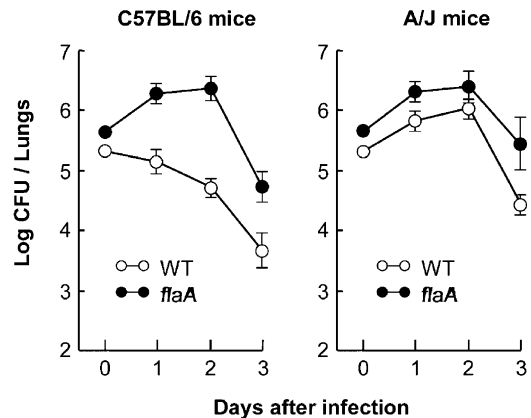 C57BL/6 mice
A/J mice
Log CFU / Lungs
7
6
5
4
3
2
WT
flaA
0 1 2 3
7
6
5
4
3
2
WT
flaA
0 1 2 3
Days after infection